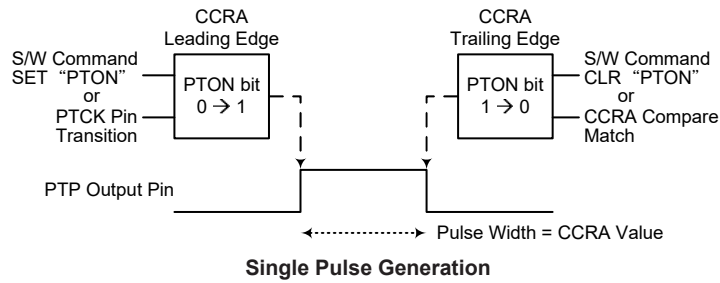 CCRA
Leading Edge
S/W Command
SET “PTON”
or
PTCK Pin
Transition
PTON bit
0 → 1
CCRA
Trailing Edge
PTON bit
1 → 0
S/W Command
CLR “PTON”
or
CCRA Compare
Match
PTP Output Pin
Pulse Width = CCRA Value
Single Pulse Generation